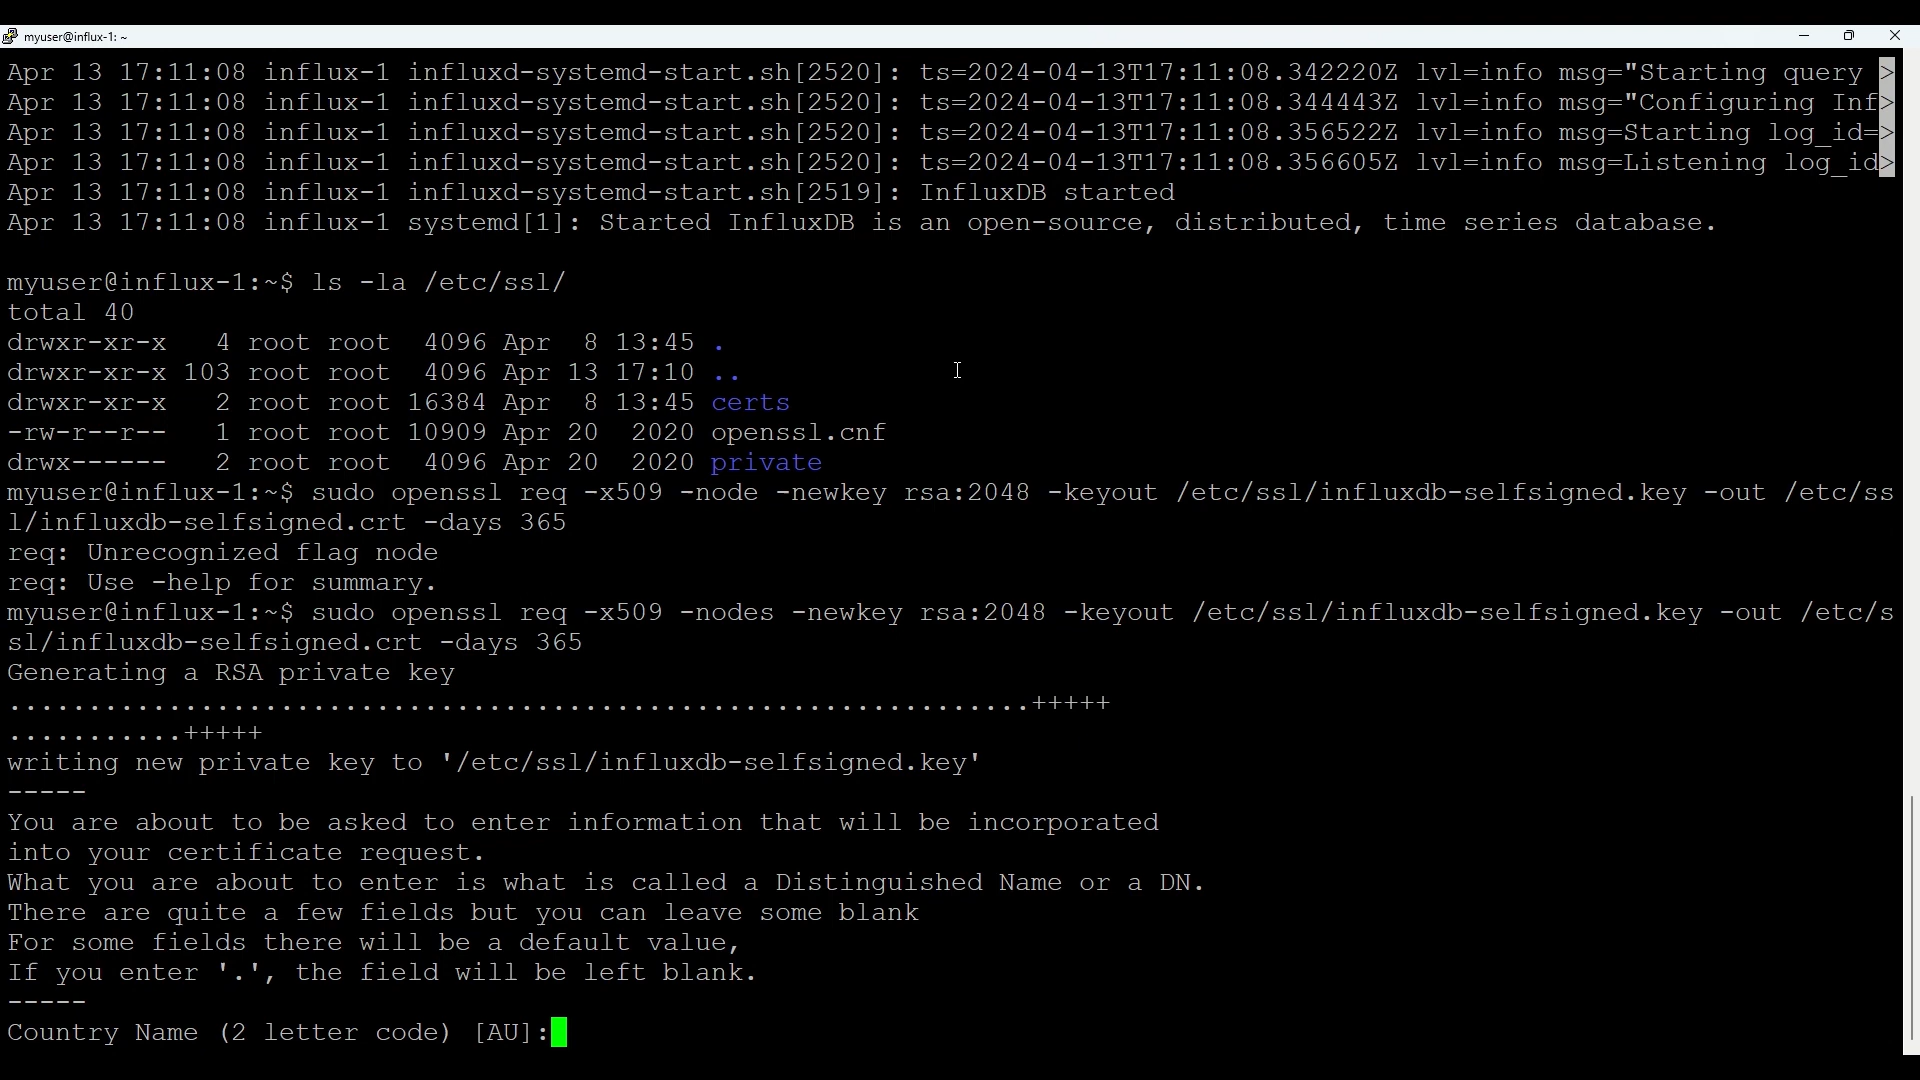 myuser@influx-1: ~
Apr 13 17:11:08 influx-1 influxd-systemd-start.sh[2520]: ts=2024-04-13T17:11:08.342220Z lvl=info msg="Starting query >
Apr 13 17:11:08 influx-1 influxd-systemd-start.sh[2520]: ts=2024-04-13T17:11:08.344443Z lvl=info msg="Configuring Inf>
Apr 13 17:11:08 influx-1 influxd-systemd-start.sh[2520]: ts=2024-04-13T17:11:08.356522Z lvl=info msg=Starting log_id=>
Apr 13 17:11:08 influx-1 influxd-systemd-start.sh[2520]: ts=2024-04-13T17:11:08.356605Z lvl=info msg=Listening log_id>
Apr 13 17:11:08 influx-1 influxd-systemd-start.sh[2519]: InfluxDB started
Apr 13 17:11:08 influx-1 systemd[1]: Started InfluxDB is an open-source, distributed, time series database.
myuser@influx-1:~$ ls -la /etc/ssl/
total 40
drwxr-xr-x   4 root root  4096 Apr  8 13:45 .
drwxr-xr-x 103 root root  4096 Apr 13 17:10 ..
drwxr-xr-x   2 root root 16384 Apr  8 13:45 certs
-rw-r--r--   1 root root 10909 Apr 20  2020 openssl.cnf
drwx------   2 root root  4096 Apr 20  2020 private
myuser@influx-1:~$ sudo openssl req -x509 -node -newkey rsa:2048 -keyout /etc/ssl/influxdb-selfsigned.key -out /etc/ss
l/influxdb-selfsigned.crt -days 365
req: Unrecognized flag node
req: Use -help for summary.
myuser@influx-1:~$ sudo openssl req -x509 -nodes -newkey rsa:2048 -keyout /etc/ssl/influxdb-selfsigned.key -out /etc/s
sl/influxdb-selfsigned.crt -days 365
Generating a RSA private key
................................................................+++++
...........+++++
writing new private key to '/etc/ssl/influxdb-selfsigned.key'
-----
You are about to be asked to enter information that will be incorporated
into your certificate request.
What you are about to enter is what is called a Distinguished Name or a DN.
There are quite a few fields but you can leave some blank
For some fields there will be a default value,
If you enter '.', the field will be left blank.
-----
Country Name (2 letter code) [AU]: